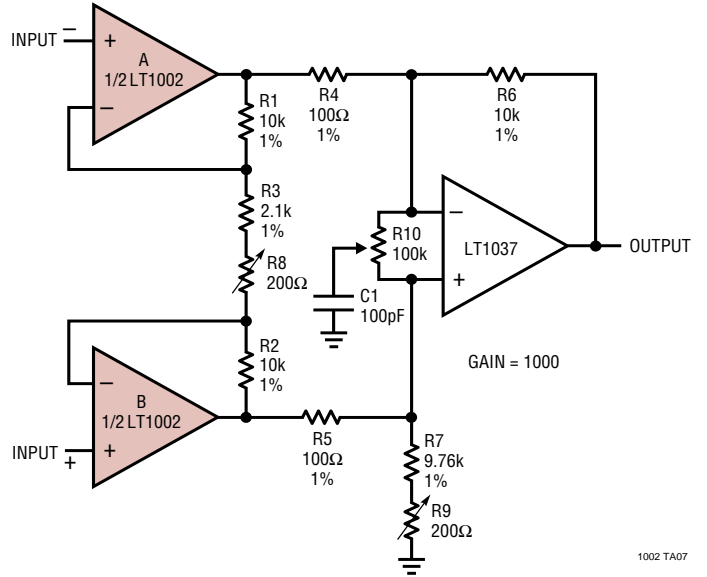 INPUT –
+
A
1/2 LT1002
–
R1
10k
1%
R4
100Ω
1%
R6
10k
1%
R3
2.1k
1%
R8
200Ω
R10
100k
C1
100pF
–
LT1037
+
OUTPUT
GAIN = 1000
R2
10k
1%
–
B
1/2 LT1002
+
INPUT
+
R5
100Ω
1%
R7
9.76k
1%
R9
200Ω
1002 TA07